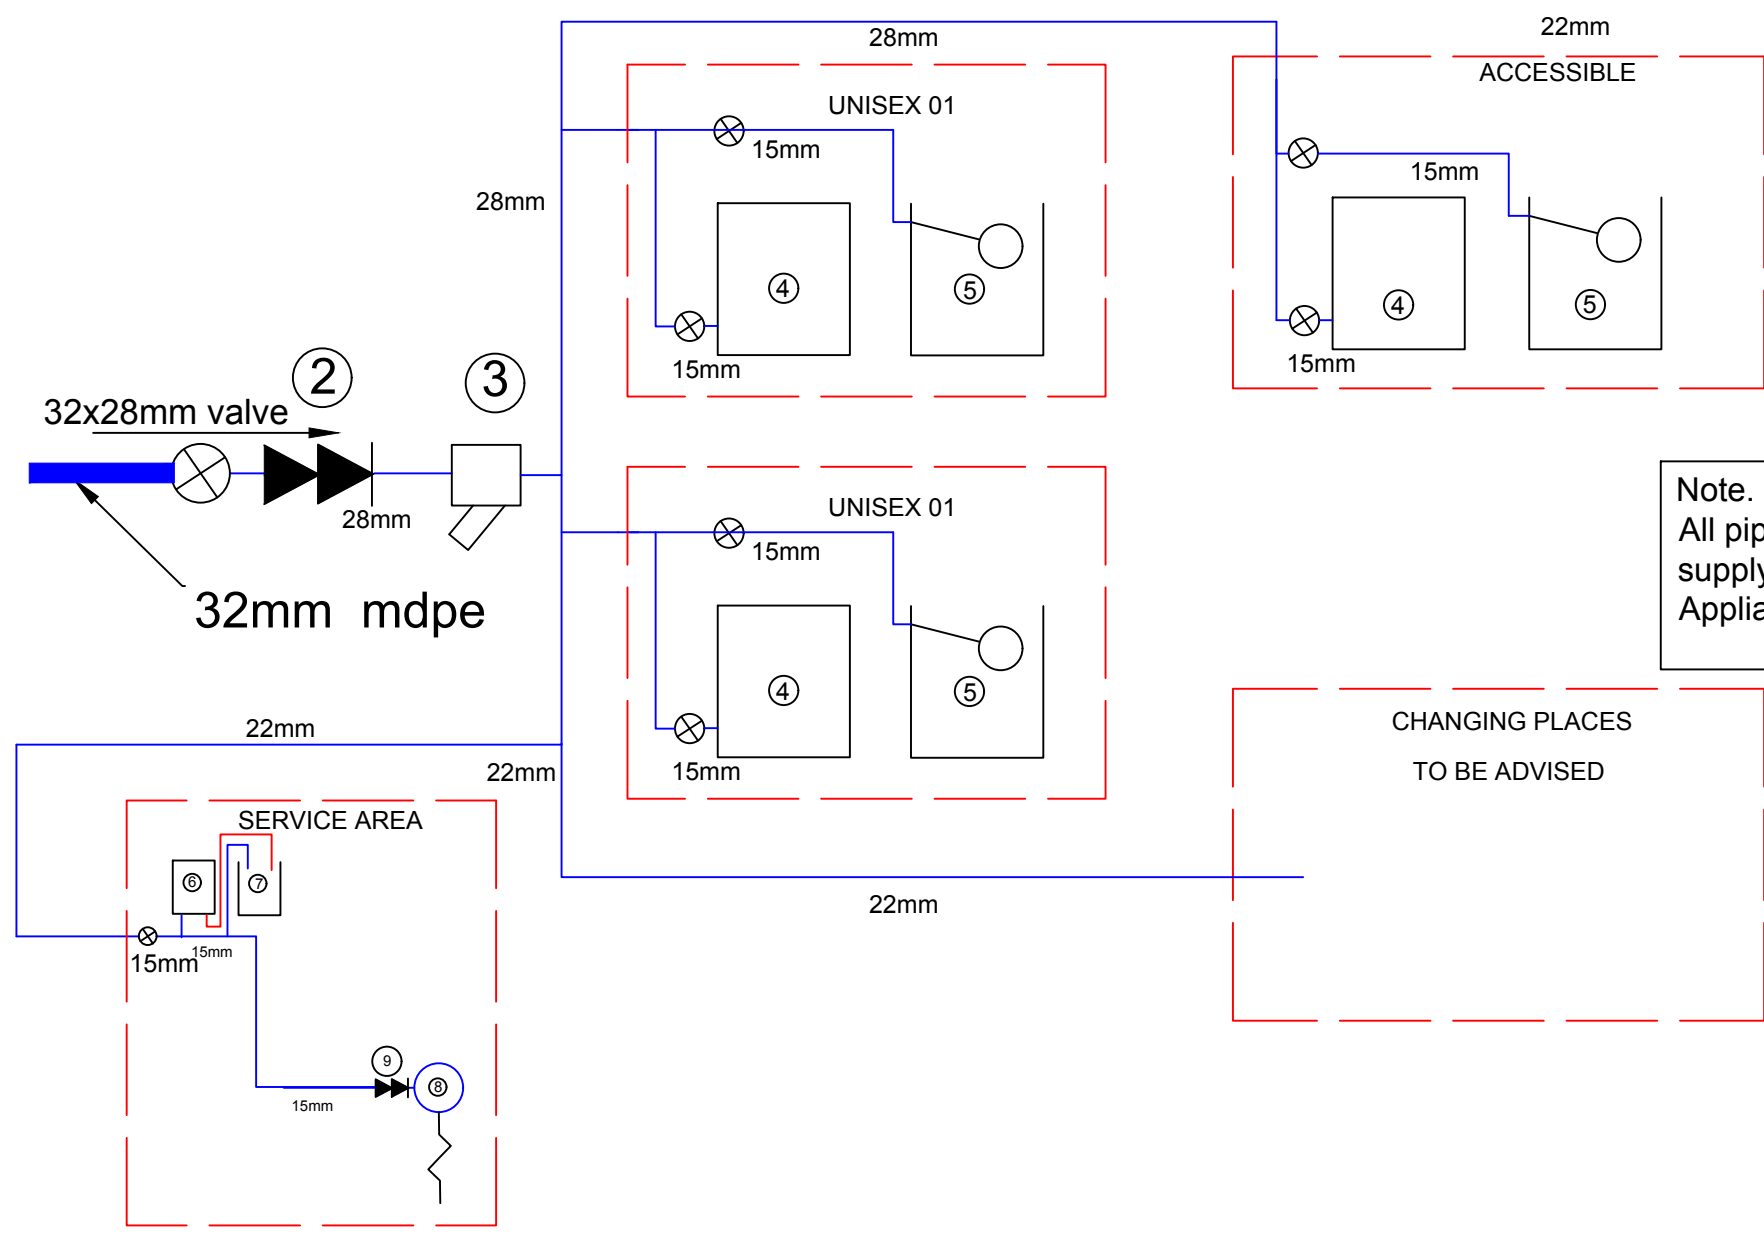 28mm
22mm
ACCESSIBLE
UNISEX 01
15mm
15mm
28mm
4
5
4
5
15mm
15mm
2
3
32x28mm valve
28mm
32mm mdpe
UNISEX 01
15mm
4
5
15mm
Note.
All pip
supply
Applia
CHANGING PLACES
TO BE ADVISED
22mm
22mm
SERVICE AREA
6
7
22mm
15mm
15mm
9
8
15mm